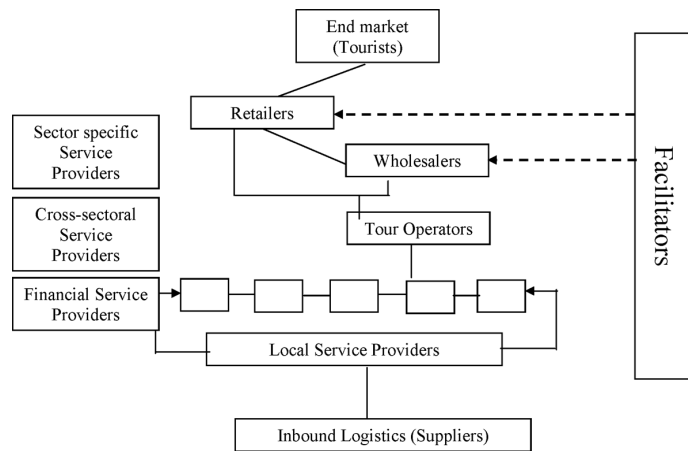 End market
(Tourists)
Retailers
Wholesalers
Sector specific
Service
Providers
Cross-sectoral
Service
Providers
Tour Operators
Financial Service
Providers
Local Service Providers
Inbound Logistics (Suppliers)
Facilitators